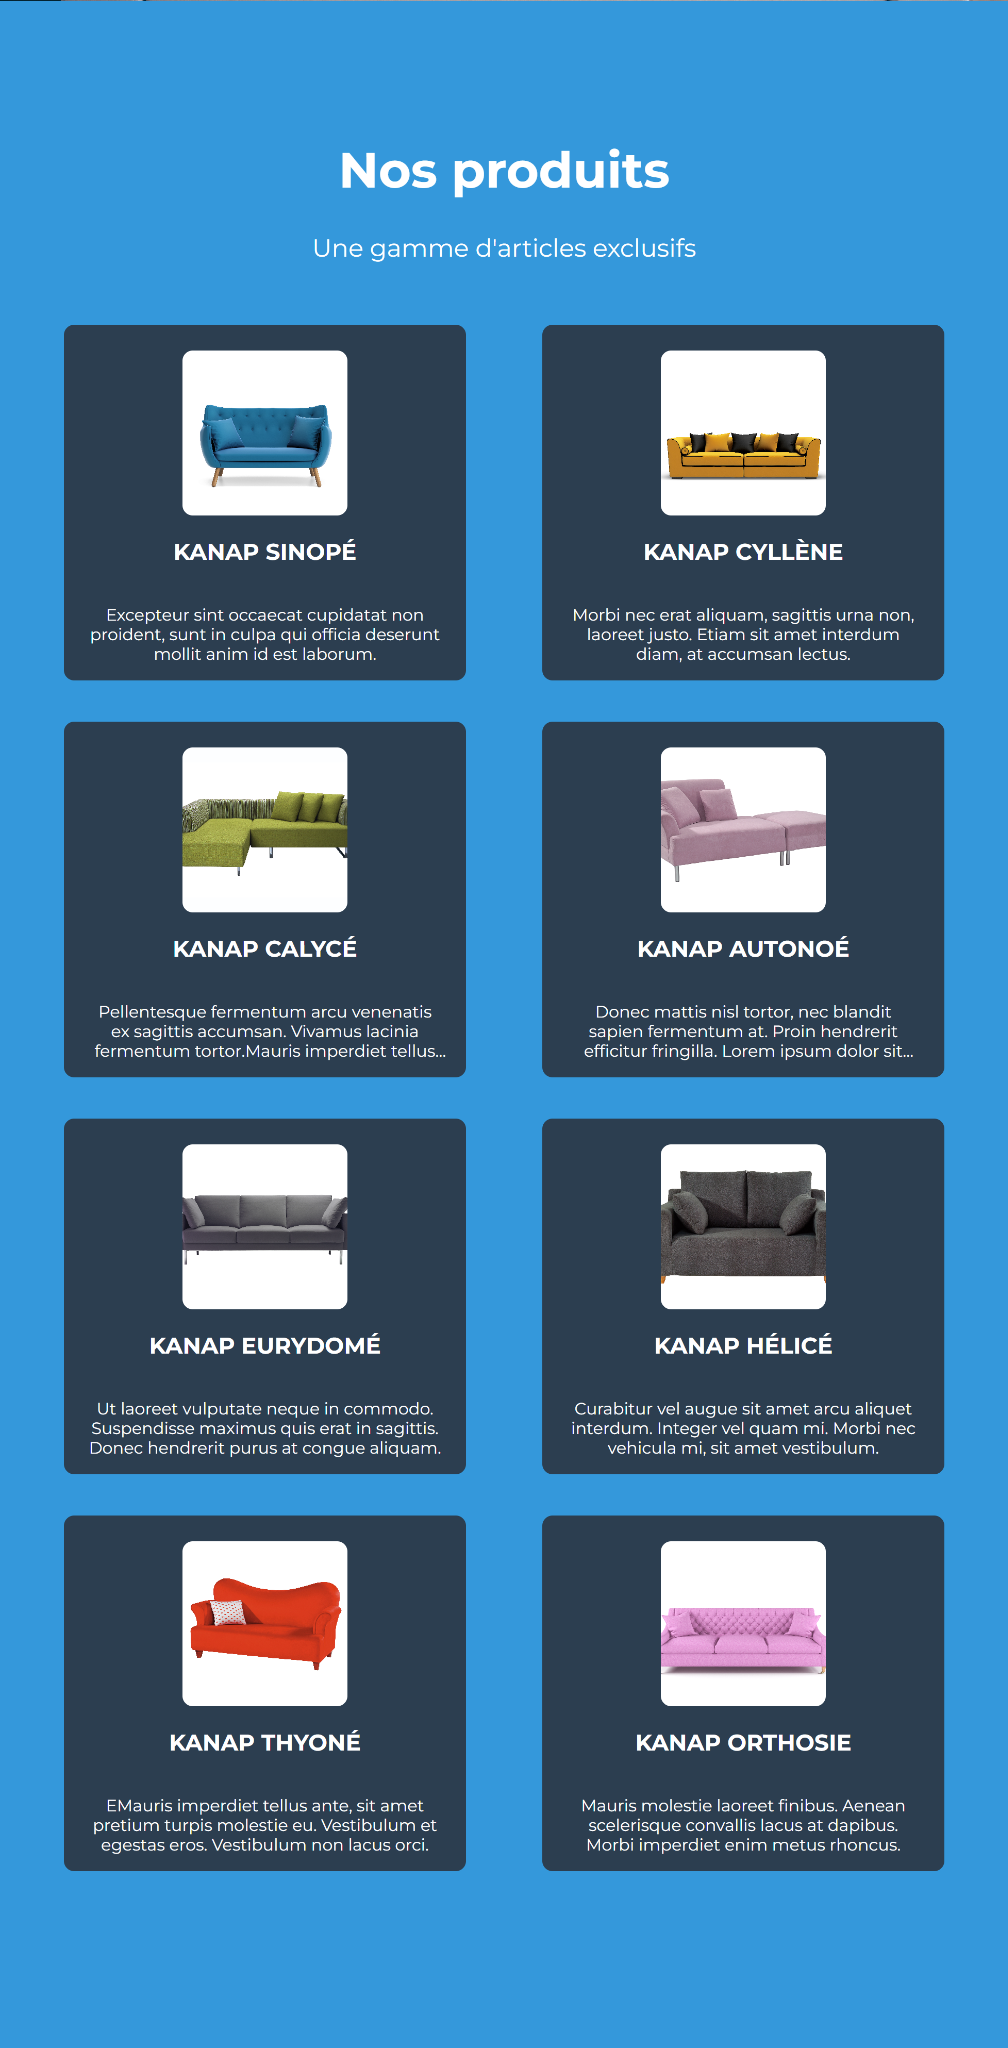 Nos produits
Une gamme d'articles exclusifs
KANAP SINOPÉ
Excepteur sint occaecat cupidatat non
proident, sunt in culpa qui officia deserunt
mollit anim id est laborum.
KANAP CYLLÈNE
Morbi nec erat aliquam, sagittis urna non,
laoreet justo. Etiam sit amet interdum
diam, at accumsan lectus.
KANAP CALYCÉ
Pellentesque fermentum arcu venenatis
ex sagittis accumsan. Vivamus lacinia
fermentum tortor.Mauris imperdiet tellus...
KANAP AUTONOÉ
Donec mattis nisl tortor, nec blandit
sapien fermentum at. Proin hendrerit
efficitur fringilla. Lorem ipsum dolor sit...
KANAP EURYDOMÉ
Ut laoreet vulputate neque in commodo.
Suspendisse maximus quis erat in sagittis.
Donec hendrerit purus at congue aliquam.
KANAP HÉLICÉ
Curabitur vel augue sit amet arcu aliquet
interdum. Integer vel quam mi. Morbi nec
vehicula mi, sit amet vestibulum.
KANAP THYONÉ
EMauris imperdiet tellus ante, sit amet
pretium turpis molestie eu. Vestibulum et
egestas eros. Vestibulum non lacus orci.
KANAP ORTHOSIE
Mauris molestie laoreet finibus. Aenean
scelerisque convallis lacus at dapibus.
Morbi imperdiet enim metus rhoncus.